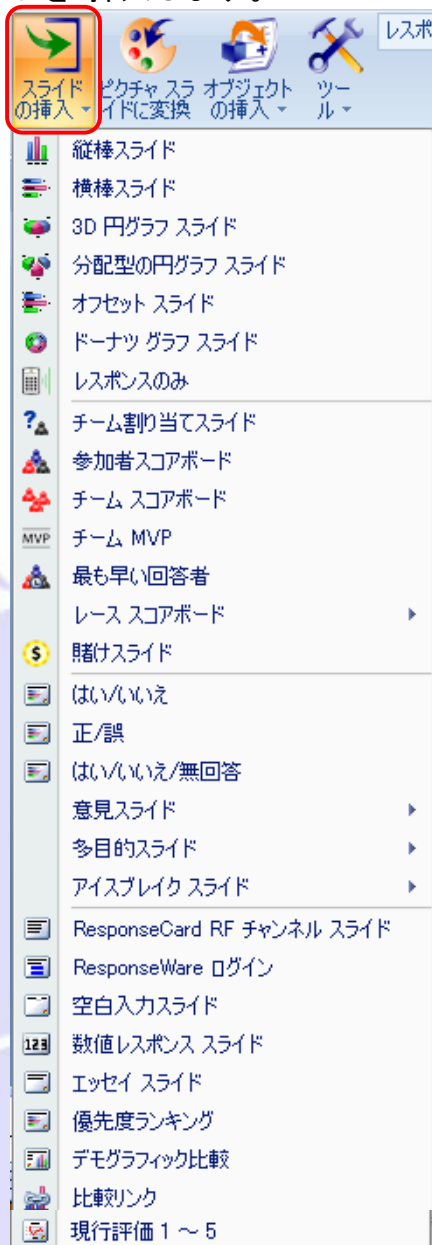 スライド ピクチャ スラ オブジェクト ツー レスポ
の挿入 イドに変換 の挿入 ル
縦棒スライド
横棒スライド
3D 円グラフ スライド
分配型の円グラフ スライド
オフセット スライド
ドーナツ グラフ スライド
レスポンスのみ
チーム割り当てスライド
参加者スコアボード
チーム スコアボード
MVP チーム MVP
最も早い回答者
レース スコアボード
賭けスライド
はい/いいえ
正/誤
はい/いいえ/無回答
意見スライド
多目的スライド
アイスブレイク スライド
ResponseCard RF チャンネル スライド
ResponseWare ログイン
空白入力スライド
123 数値レスポンス スライド
エッセイ スライド
優先度ランキング
デモグラフィック比較
比較リンク
現行評価 1 ～ 5